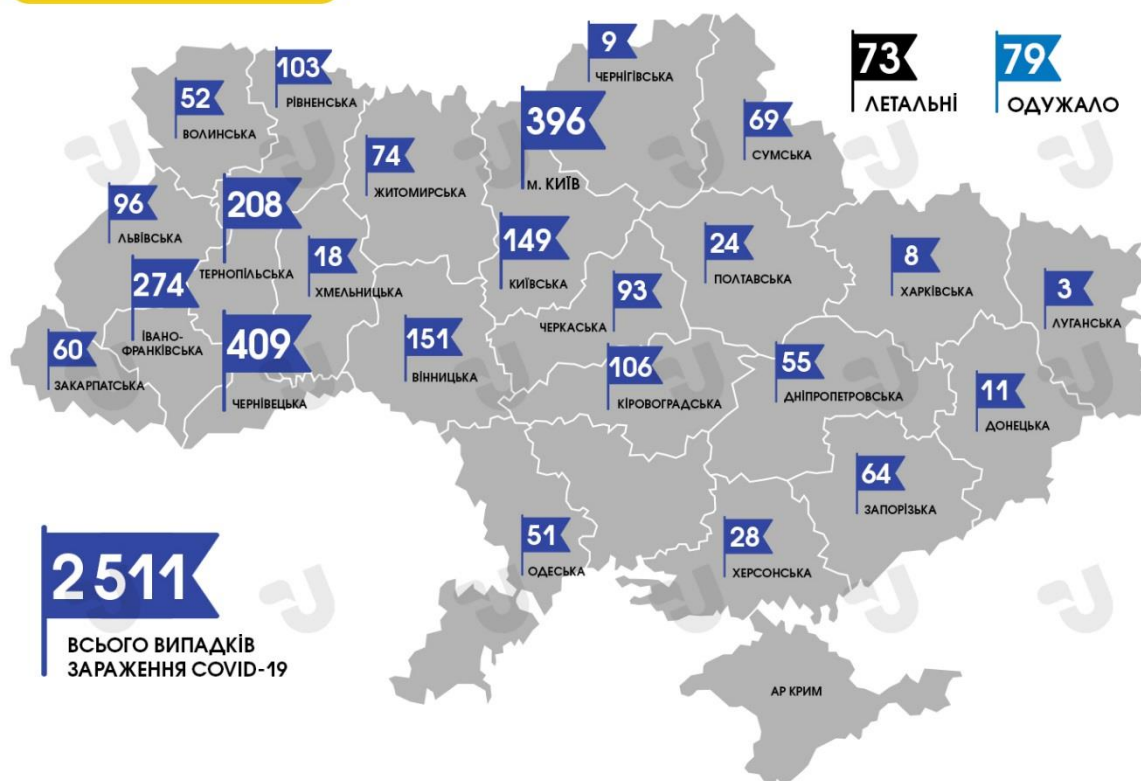 9
ЧЕРНІГІВСЬКА
73
ЛЕТАЛЬНІ
79
ОДУЖАЛО
103
РІВНЕНСЬКА
52
ВОЛИНСЬКА
396
м. КИЇВ
69
СУМСЬКА
74
ЖИТОМИРСЬКА
96
ЛЬВІВСЬКА
208
ТЕРНОПІЛЬСЬКА
18
ХМЕЛЬНИЦЬКА
149
КИЇВСЬКА
24
ПОЛТАВСЬКА
8
ХАРКІВСЬКА
3
ЛУГАНСЬКА
274
ІВАНО-
ФРАНКІВСЬКА
93
ЧЕРКАСЬКА
60
ЗАКАРПАТСЬКА
409
ЧЕРНІВЕЦЬКА
151
ВІННИЦЬКА
106
КІРОВОГРАДСЬКА
55
ДНІПРОПЕТРОВСЬКА
11
ДОНЕЦЬКА
64
ЗАПОРІЗЬКА
51
ОДЕСЬКА
28
ХЕРСОНСЬКА
2 511
ВСЬОГО ВИПАДКІВ
ЗАРАЖЕННЯ COVID-19
АР КРИМ